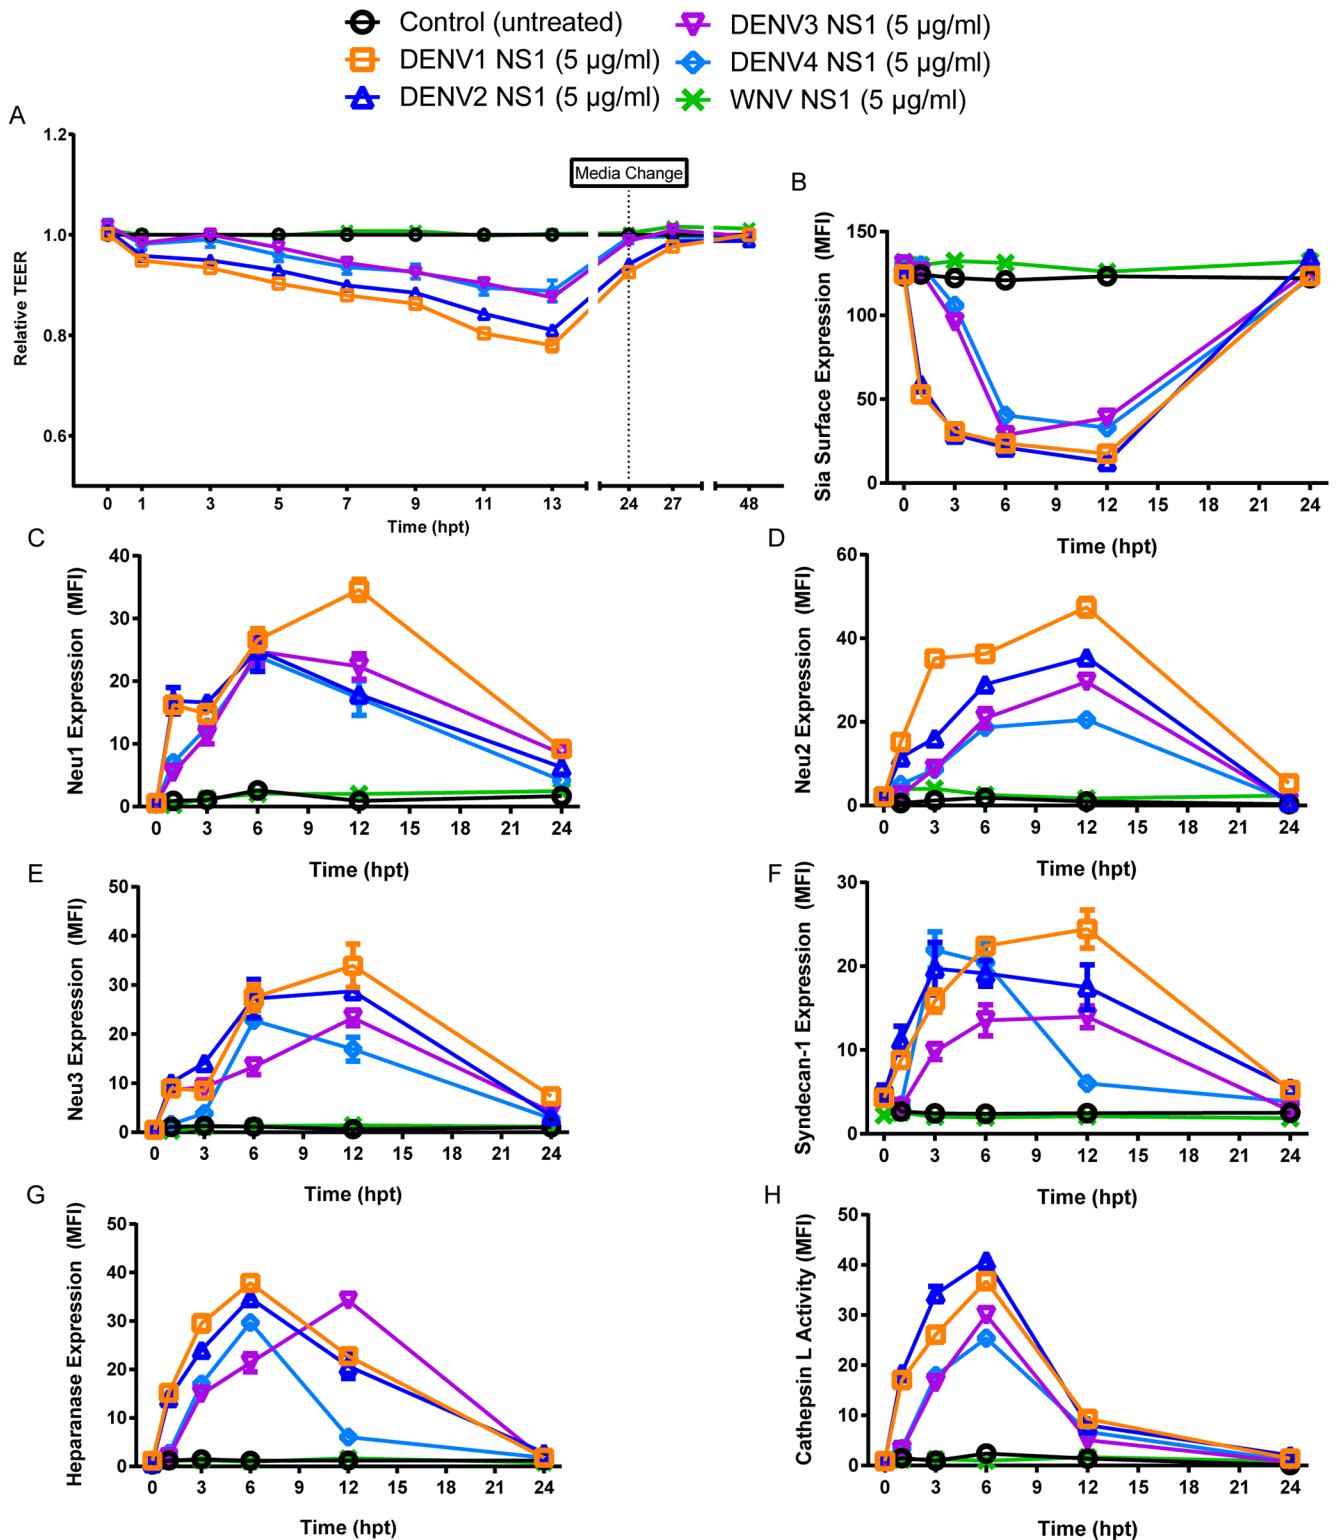 Control (untreated)
DENV1 NS1 (5 µg/ml)
DENV2 NS1 (5 µg/ml)
DENV3 NS1 (5 µg/ml)
DENV4 NS1 (5 µg/ml)
WNV NS1 (5 µg/ml)
A
Relative TEER
1.2
1.0
0.8
0.6
Media Change
0 1 3 5 7 9 11 13 24 27 48
Time (hpt)
B
Sia Surface Expression (MFI)
150
100
50
0
0 3 6 9 12 15 18 21 24
Time (hpt)
C
Neu1 Expression (MFI)
40
30
20
10
0
0 3 6 9 12 15 18 21 24
Time (hpt)
D
Neu2 Expression (MFI)
60
40
20
0
0 3 6 9 12 15 18 21 24
Time (hpt)
E
Neu3 Expression (MFI)
50
40
30
20
10
0
0 3 6 9 12 15 18 21 24
Time (hpt)
F
Syndecan-1 Expression (MFI)
30
20
10
0
0 3 6 9 12 15 18 21 24
Time (hpt)
G
Heparanase Expression (MFI)
50
40
30
20
10
0
0 3 6 9 12 15 18 21 24
Time (hpt)
H
Cathepsin L Activity (MFI)
50
40
30
20
10
0
0 3 6 9 12 15 18 21 24
Time (hpt)